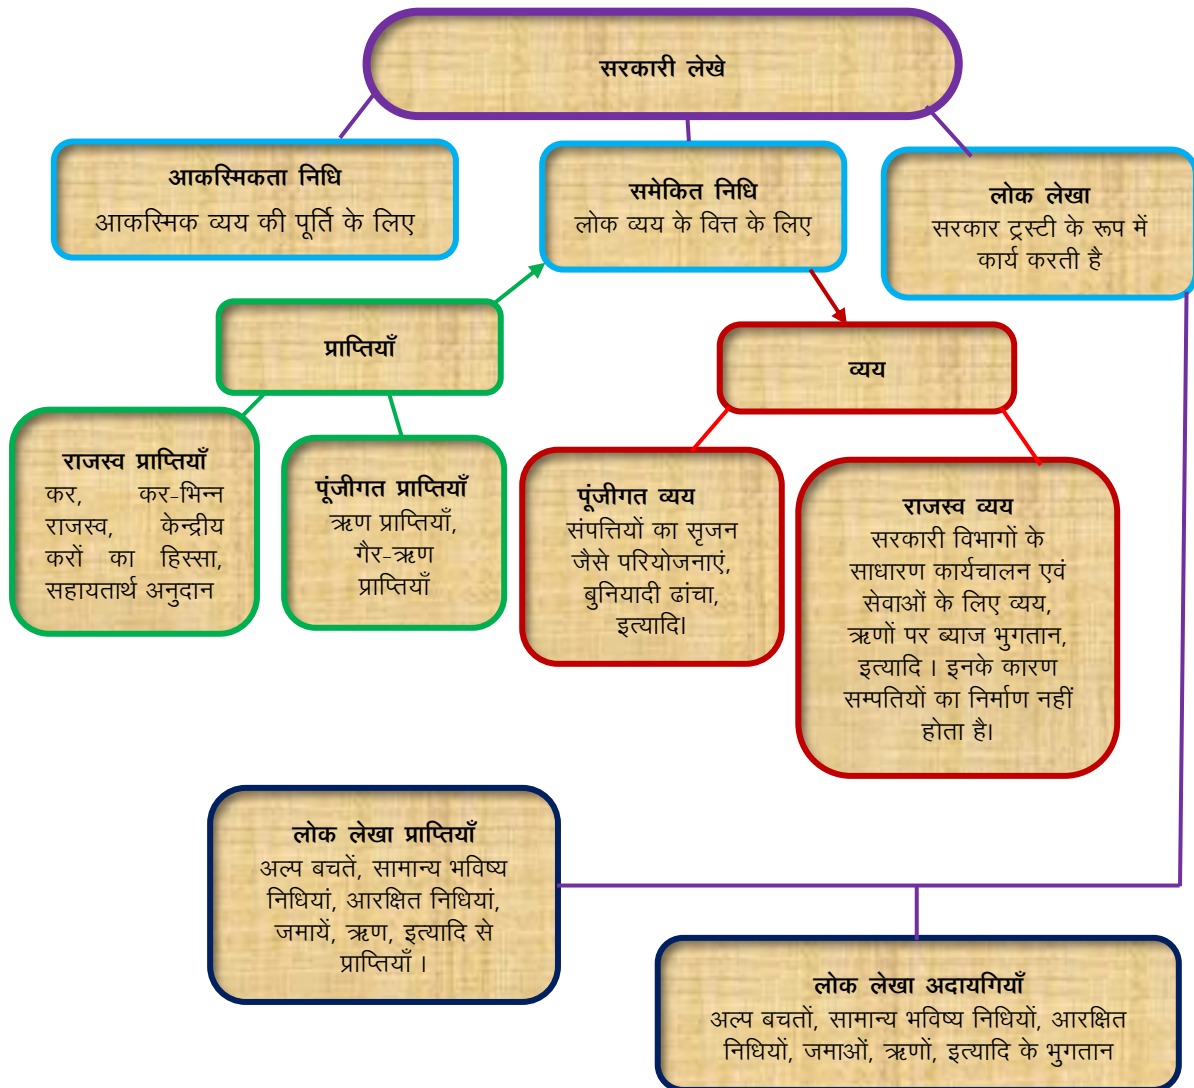 सरकारी लेखे
आकस्मिकता निधि
आकस्मिक व्यय की पूर्ति के लिए
समेकित निधि
लोक व्यय के वित्त के लिए
लोक लेखा
सरकार ट्रस्टी के रूप में
कार्य करती है
प्राप्तियाँ
व्यय
राजस्व प्राप्तियाँ
कर, कर-भिन्न
राजस्व, केन्द्रीय
करों का हिस्सा,
सहायतार्थ अनुदान
पूंजीगत प्राप्तियाँ
ऋण प्राप्तियाँ,
गैर-ऋण
प्राप्तियाँ
पूंजीगत व्यय
संपत्तियों का सृजन
जैसे परियोजनाएं,
बुनियादी ढांचा,
इत्यादि।
राजस्व व्यय
सरकारी विभागों के
साधारण कार्यचालन एवं
सेवाओं के लिए व्यय,
ऋणों पर ब्याज भुगतान,
इत्यादि । इनके कारण
सम्पतियों का निर्माण नहीं
होता है।
लोक लेखा प्राप्तियाँ
अल्प बचतें, सामान्य भविष्य
निधियां, आरक्षित निधियां,
जमायें, ऋण, इत्यादि से
प्राप्तियाँ ।
लोक लेखा अदायगियाँ
अल्प बचतों, सामान्य भविष्य निधियों, आरक्षित
निधियों, जमाओं, ऋणों, इत्यादि के भुगतान